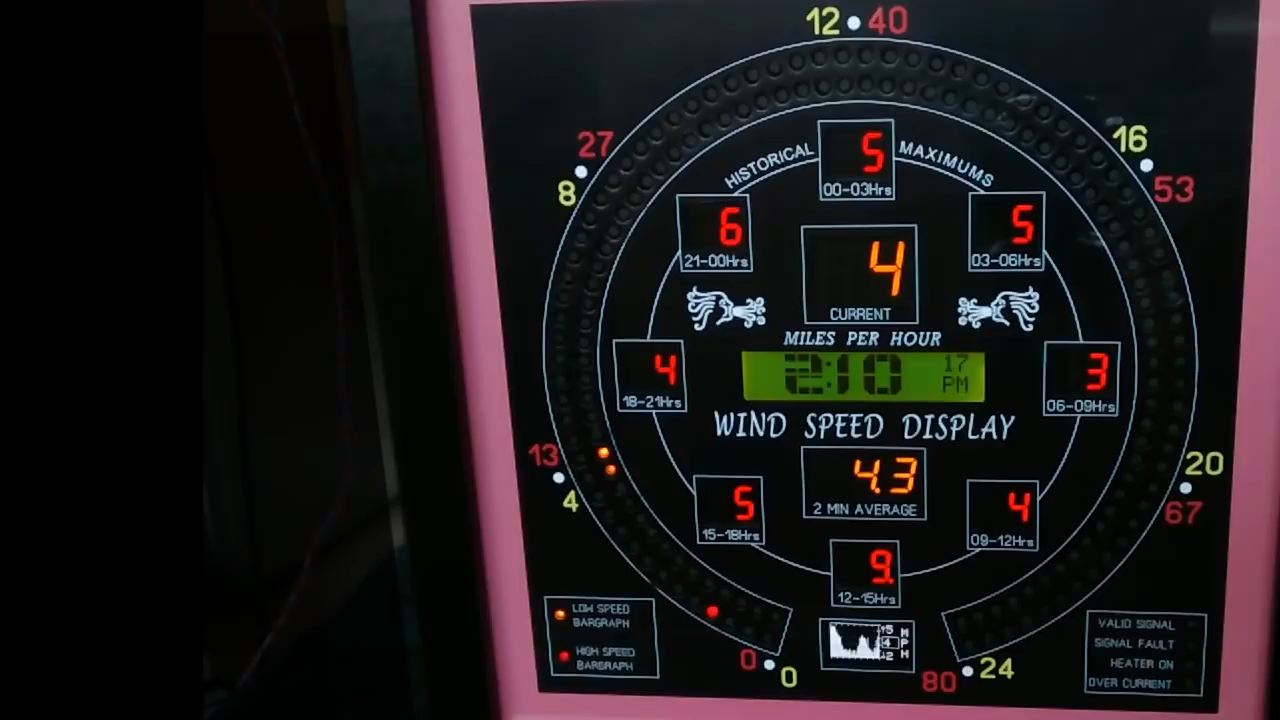 12 40
27
16
8
53
HISTORICAL
5
MAXIMUMS
00-03Hrs
6
5
21-00Hrs
03-06Hrs
4
CURRENT
MILES PER HOUR
4
2:10
17
PM
3
18-21Hrs
06-09Hrs
WIND SPEED DISPLAY
13
4
20
67
4.3
2 MIN AVERAGE
5
15-18Hrs
4
09-12Hrs
9.
12-15Hrs
LOW SPEED
BARGRAPH
HIGH SPEED
BARGRAPH
5
4
2
M
P
H
VALID SIGNAL
SIGNAL FAULT
HEATER ON
OVER CURRENT
0
0
80
24